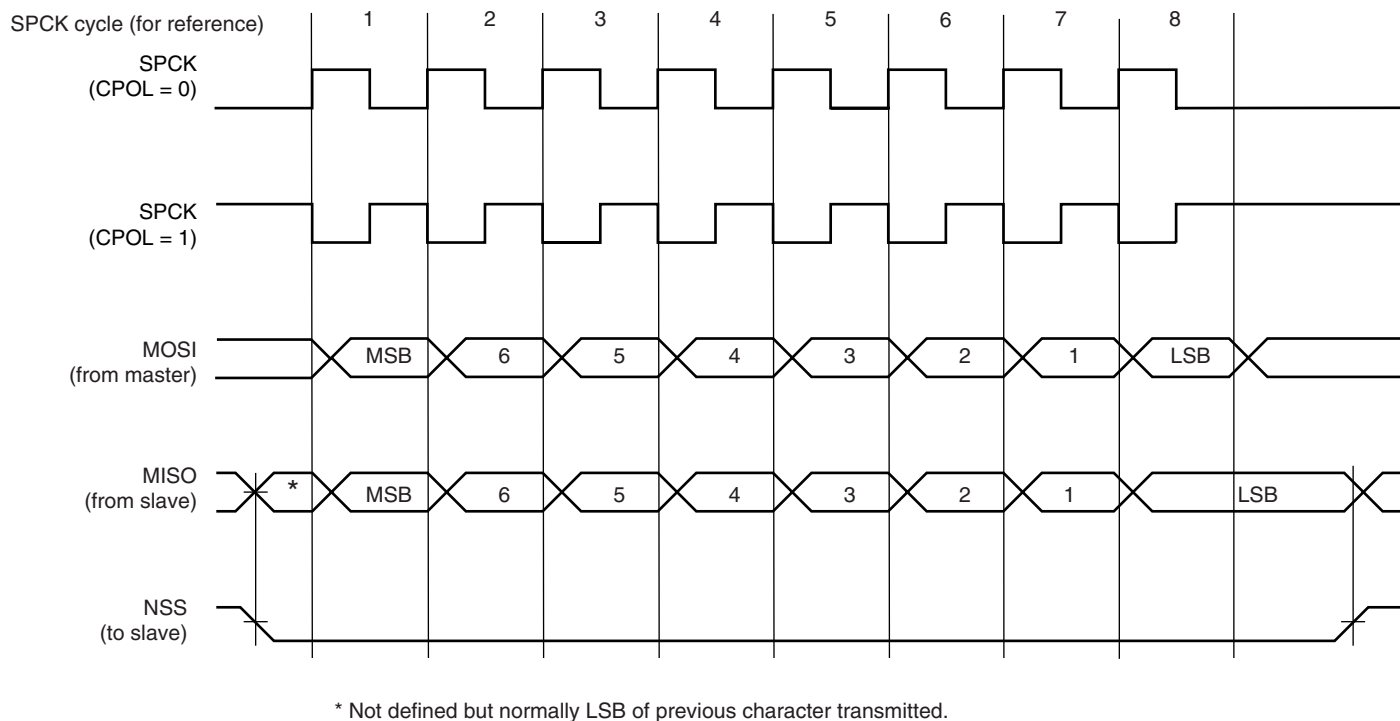 SPCK cycle (for reference)
1 2 3 4 5 6 7 8
SPCK
(CPOL = 0)
SPCK
(CPOL = 1)
MOSI
(from master)
MSB 6 5 4 3 2 1 LSB
MISO
(from slave)
* MSB 6 5 4 3 2 1 LSB
NSS
(to slave)
* Not defined but normally LSB of previous character transmitted.